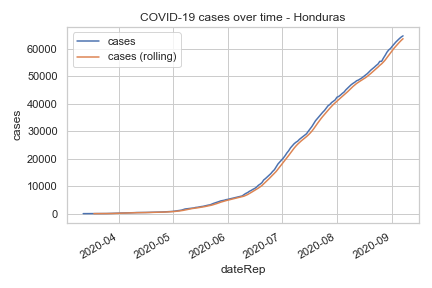 COVID-19 cases over time - Honduras
cases
cases (rolling)
60000
50000
40000
30000
20000
10000
0
cases
2020-04
2020-05
2020-06
2020-07
2020-08
2020-09
dateRep